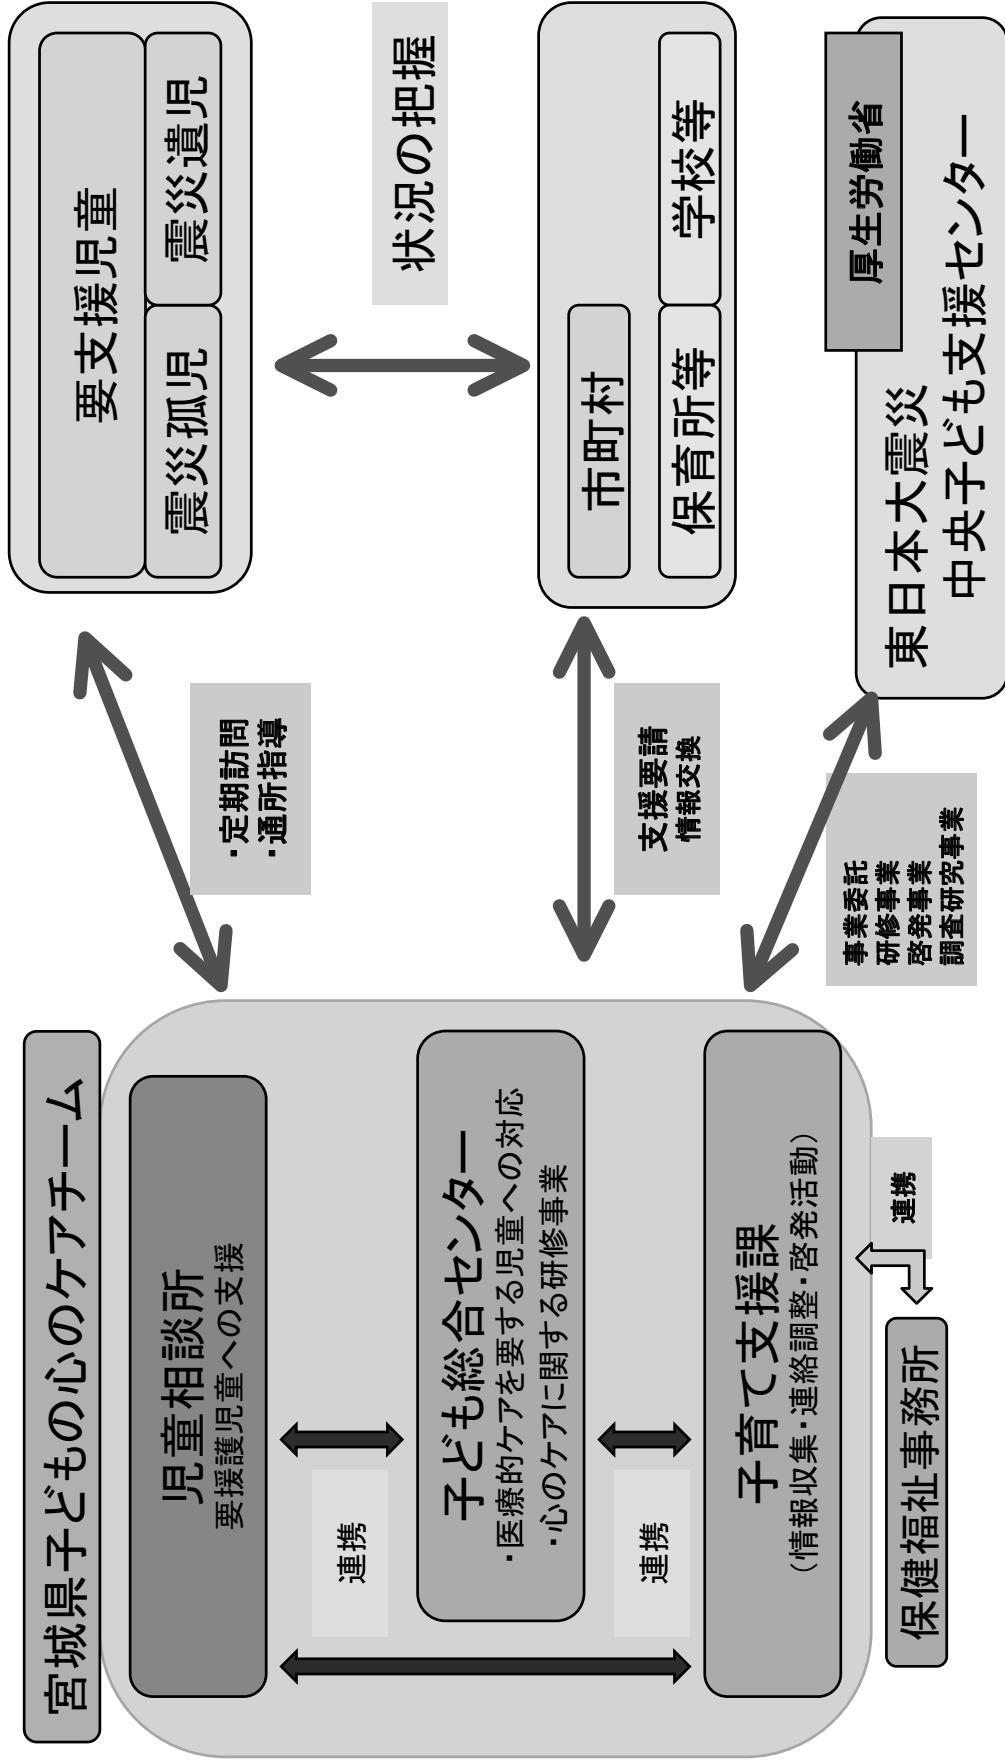 宮城県子どもの心のケアチーム
児童相談所
要援護児童への支援
連携
子ども総合センター
・医療的ケアを要する児童への対応
・心のケアに関する研修事業
連携
子育て支援課
（情報収集・連絡調整・啓発活動）
連携
保健福祉事務所
・定期訪問
・通所指導
支援要請
情報交換
事業委託
研修事業
啓発事業
調査研究事業
要支援児童
震災孤児
震災遺児
状況の把握
市町村
保育所等
学校等
厚生労働省
東日本大震災
中央子ども支援センター